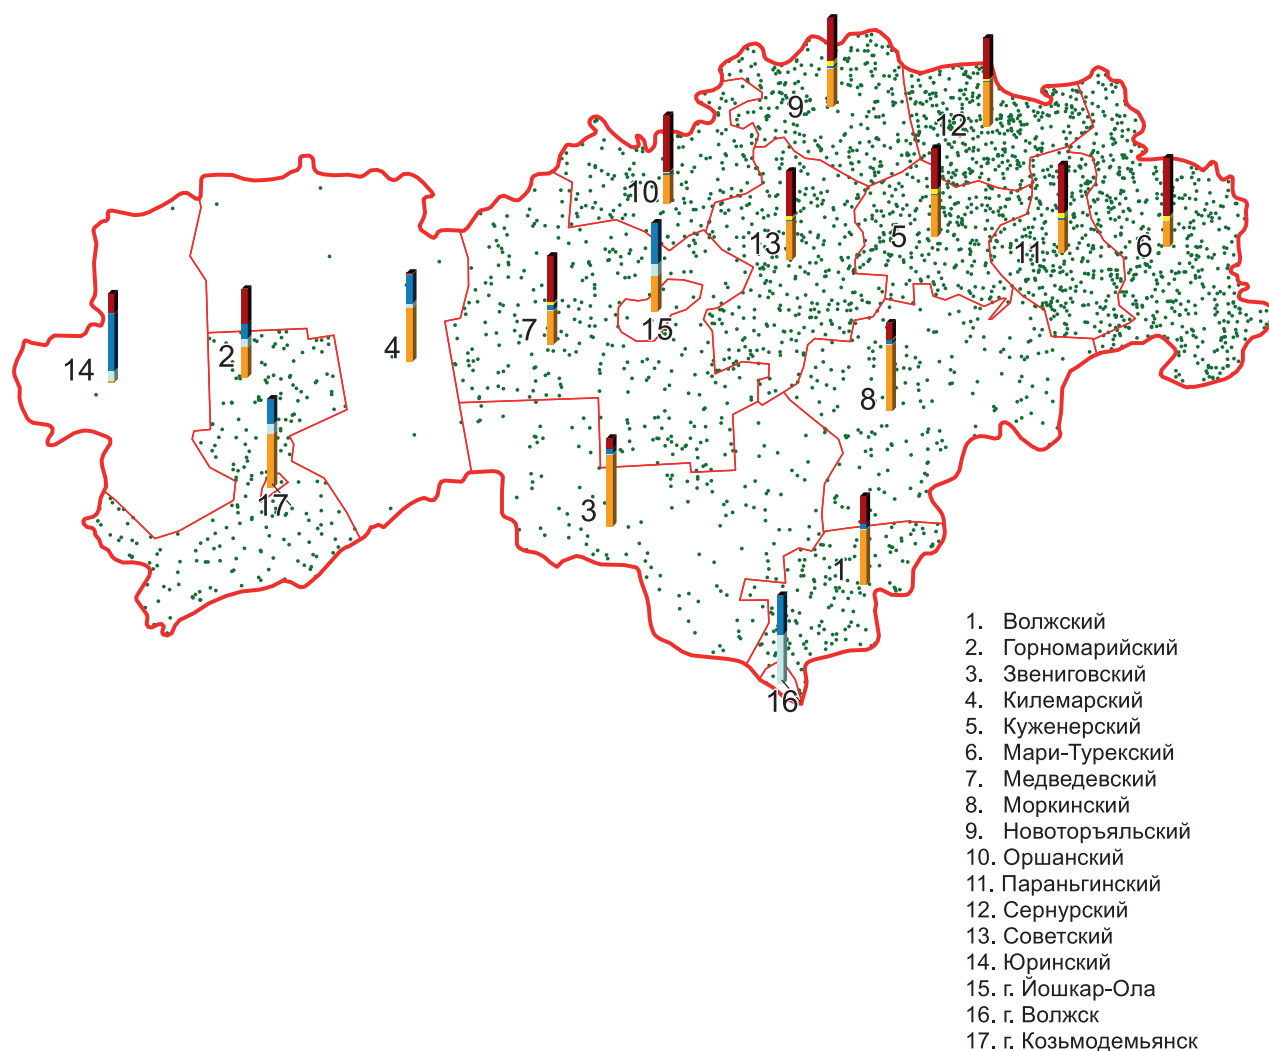 9
12
10
13
5
11
6
15
7
14
2
4
8
3
17
1
16
1. Волжский
2. Горномарийский
3. Звениговский
4. Килемарский
5. Куженерский
6. Мари-Турекский
7. Медведевский
8. Моркинский
9. Новоторъяльский
10. Оршанский
11. Параньгинский
12. Сернурский
13. Советский
14. Юринский
15. г. Йошкар-Ола
16. г. Волжск
17. г. Козьмодемьянск